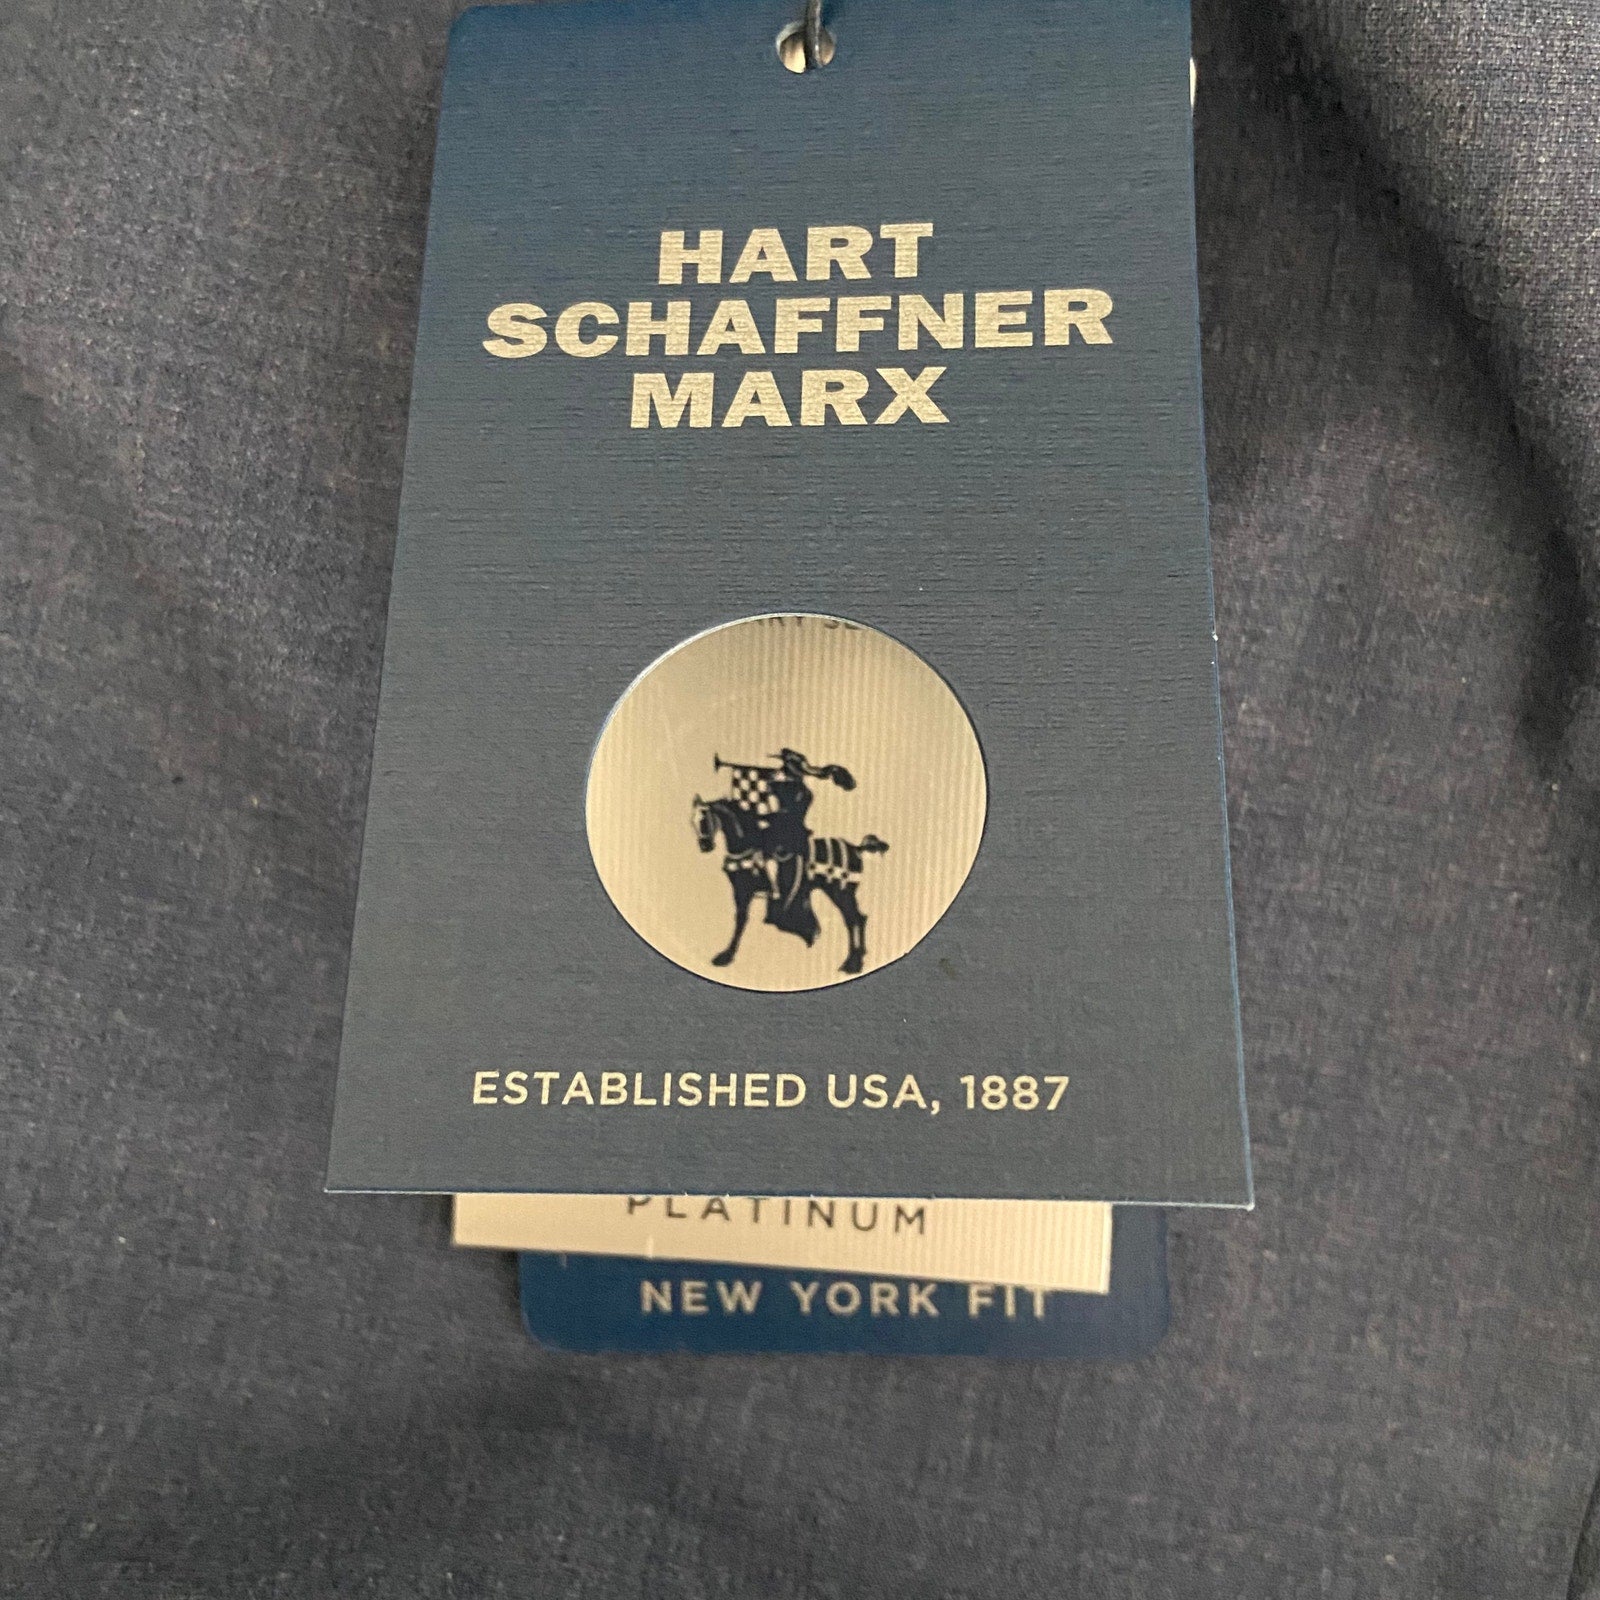 HART
SCHAFFNER
MARX
ESTABLISHED USA, 1887
PLATINUM
NEW YORK FIT